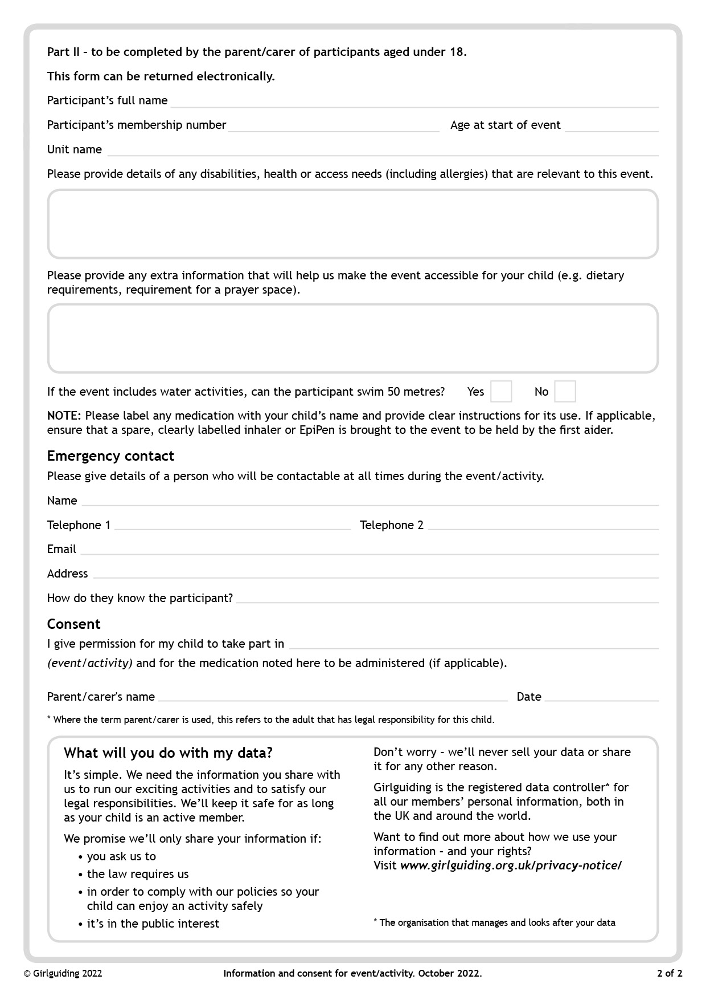 Part II – to be completed by the parent/carer of participants aged under 18.
This form can be returned electronically.
Participant’s full name
Participant’s membership number Age at start of event
Unit name
Please provide details of any disabilities, health or access needs (including allergies) that are relevant to this event.
Please provide any extra information that will help us make the event accessible for your child (e.g. dietary
requirements, requirement for a prayer space).
If the event includes water activities, can the participant swim 50 metres? Yes No
NOTE: Please label any medication with your child’s name and provide clear instructions for its use. If applicable,
ensure that a spare, clearly labelled inhaler or EpiPen is brought to the event to be held by the first aider.
Emergency contact
Please give details of a person who will be contactable at all times during the event/activity.
Name
Telephone 1 Telephone 2
Email
Address
How do they know the participant?
Consent
I give permission for my child to take part in
(event/activity) and for the medication noted here to be administered (if applicable).
Parent/carer's name Date
* Where the term parent/carer is used, this refers to the adult that has legal responsibility for this child.
What will you do with my data?
It’s simple. We need the information you share with
us to run our exciting activities and to satisfy our
legal responsibilities. We’ll keep it safe for as long
as your child is an active member.
We promise we’ll only share your information if:
• you ask us to
• the law requires us
• in order to comply with our policies so your
child can enjoy an activity safely
• it’s in the public interest
Don’t worry – we’ll never sell your data or share
it for any other reason.
Girlguiding is the registered data controller* for
all our members’ personal information, both in
the UK and around the world.
Want to find out more about how we use your
information – and your rights?
Visit www.girlguiding.org.uk/privacy-notice/
* The organisation that manages and looks after your data
© Girlguiding 2022 Information and consent for event/activity. October 2022. 2 of 2